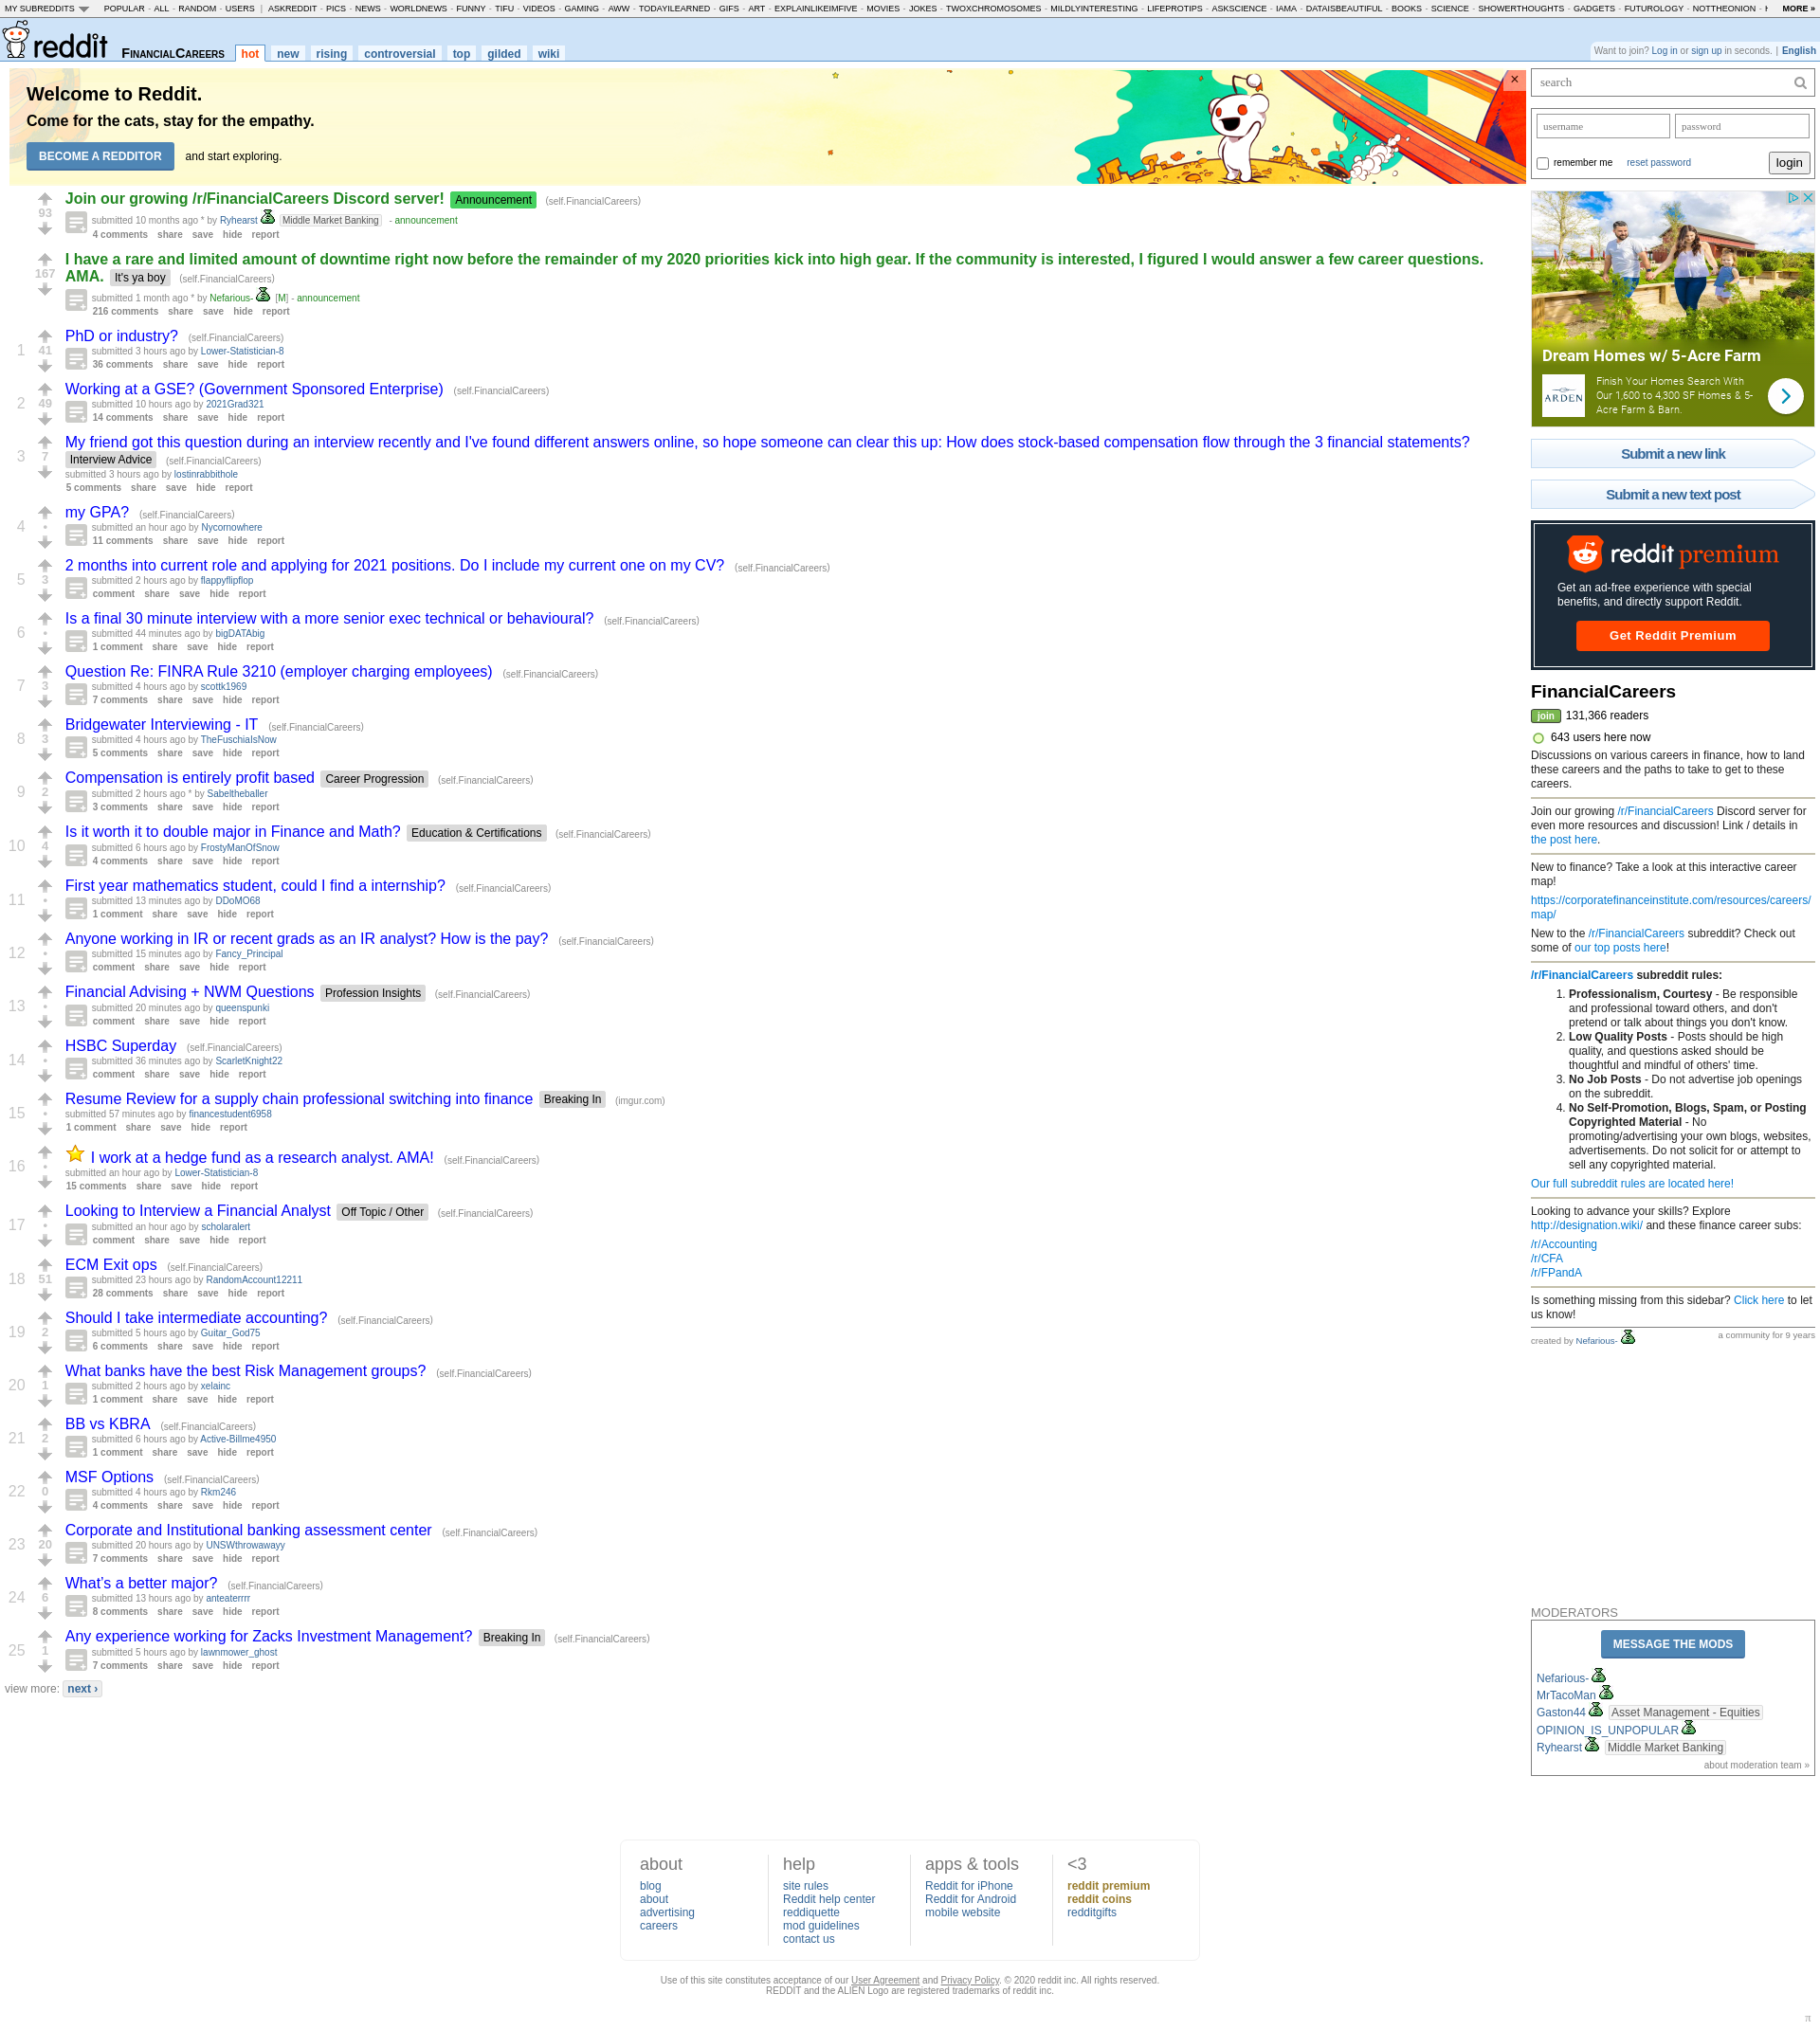 MY SUBREDDITS POPULAR - ALL - RANDOM - USERS | ASKREDDIT - PICS - NEWS - WORLDNEWS - FUNNY - TIFU - VIDEOS - GAMING - AWW - TODAYILEARNED - GIFS - ART - EXPLAINLIKEIMFIVE - MOVIES - JOKES - TWOXCHROMOSOMES - MILDLYINTERESTING - LIFEPROTIPS - ASKSCIENCE - IAMA - DATAISBEAUTIFUL - BOOKS - SCIENCE - SHOWERTHOUGHTS - GADGETS - FUTUROLOGY - NOTTHEONION - MORE »
reddit FINANCIALCAREERS hot new rising controversial top gilded wiki
Want to join? Log in or sign up in seconds. | English
Welcome to Reddit.
Come for the cats, stay for the empathy.
BECOME A REDDITOR and start exploring.
93
Join our growing /r/FinancialCareers Discord server! Announcement (self.FinancialCareers)
submitted 10 months ago * by Ryhearst Middle Market Banking - announcement
4 comments share save hide report
167
I have a rare and limited amount of downtime right now before the remainder of my 2020 priorities kick into high gear. If the community is interested, I figured I would answer a few career questions.
AMA. It's ya boy (self.FinancialCareers)
submitted 1 month ago * by Nefarious- [M] - announcement
216 comments share save hide report
1 41
PhD or industry? (self.FinancialCareers)
submitted 3 hours ago by Lower-Statistician-8
36 comments share save hide report
2 49
Working at a GSE? (Government Sponsored Enterprise) (self.FinancialCareers)
submitted 10 hours ago by 2021Grad321
14 comments share save hide report
3 7
My friend got this question during an interview recently and I've found different answers online, so hope someone can clear this up: How does stock-based compensation flow through the 3 financial statements?
Interview Advice (self.FinancialCareers)
submitted 3 hours ago by lostinrabbithole
5 comments share save hide report
4 •
my GPA? (self.FinancialCareers)
submitted an hour ago by Nycornowhere
11 comments share save hide report
5 3
2 months into current role and applying for 2021 positions. Do I include my current one on my CV? (self.FinancialCareers)
submitted 2 hours ago by flappyflipflop
comment share save hide report
6 •
Is a final 30 minute interview with a more senior exec technical or behavioural? (self.FinancialCareers)
submitted 44 minutes ago by bigDATAbig
1 comment share save hide report
7 3
Question Re: FINRA Rule 3210 (employer charging employees) (self.FinancialCareers)
submitted 4 hours ago by scottk1969
7 comments share save hide report
8 3
Bridgewater Interviewing - IT (self.FinancialCareers)
submitted 4 hours ago by TheFuschiaIsNow
5 comments share save hide report
9 2
Compensation is entirely profit based Career Progression (self.FinancialCareers)
submitted 2 hours ago * by Sabeltheballer
3 comments share save hide report
10 4
Is it worth it to double major in Finance and Math? Education & Certifications (self.FinancialCareers)
submitted 6 hours ago by FrostyManOfSnow
4 comments share save hide report
11 •
First year mathematics student, could I find a internship? (self.FinancialCareers)
submitted 13 minutes ago by DDoMO68
1 comment share save hide report
12 •
Anyone working in IR or recent grads as an IR analyst? How is the pay? (self.FinancialCareers)
submitted 15 minutes ago by Fancy_Principal
comment share save hide report
13 •
Financial Advising + NWM Questions Profession Insights (self.FinancialCareers)
submitted 20 minutes ago by queenspunki
comment share save hide report
14 •
HSBC Superday (self.FinancialCareers)
submitted 36 minutes ago by ScarletKnight22
comment share save hide report
15 •
Resume Review for a supply chain professional switching into finance Breaking In (imgur.com)
submitted 57 minutes ago by financestudent6958
1 comment share save hide report
16 •
I work at a hedge fund as a research analyst. AMA! (self.FinancialCareers)
submitted an hour ago by Lower-Statistician-8
15 comments share save hide report
17 •
Looking to Interview a Financial Analyst Off Topic / Other (self.FinancialCareers)
submitted an hour ago by scholaralert
comment share save hide report
18 51
ECM Exit ops (self.FinancialCareers)
submitted 23 hours ago by RandomAccount12211
28 comments share save hide report
19 2
Should I take intermediate accounting? (self.FinancialCareers)
submitted 5 hours ago by Guitar_God75
6 comments share save hide report
20 1
What banks have the best Risk Management groups? (self.FinancialCareers)
submitted 2 hours ago by xelainc
1 comment share save hide report
21 2
BB vs KBRA (self.FinancialCareers)
submitted 6 hours ago by Active-Billme4950
1 comment share save hide report
22 0
MSF Options (self.FinancialCareers)
submitted 4 hours ago by Rkm246
4 comments share save hide report
23 20
Corporate and Institutional banking assessment center (self.FinancialCareers)
submitted 20 hours ago by UNSWthrowawayy
7 comments share save hide report
24 6
What's a better major? (self.FinancialCareers)
submitted 13 hours ago by anteaterrrr
8 comments share save hide report
25 1
Any experience working for Zacks Investment Management? Breaking In (self.FinancialCareers)
submitted 5 hours ago by lawnmower_ghost
7 comments share save hide report
view more: next ›
search
username password
remember me reset password login
Dream Homes w/ 5-Acre Farm
ARDEN
Finish Your Homes Search With
Our 1,600 to 4,300 SF Homes & 5-
Acre Farm & Barn.
Submit a new link
Submit a new text post
reddit premium
Get an ad-free experience with special
benefits, and directly support Reddit.
Get Reddit Premium
FinancialCareers
join 131,366 readers
643 users here now
Discussions on various careers in finance, how to land
these careers and the paths to take to get to these
careers.
Join our growing /r/FinancialCareers Discord server for
even more resources and discussion! Link / details in
the post here.
New to finance? Take a look at this interactive career
map!
https://corporatefinanceinstitute.com/resources/careers/
map/
New to the /r/FinancialCareers subreddit? Check out
some of our top posts here!
/r/FinancialCareers subreddit rules:
1. Professionalism, Courtesy - Be responsible
and professional toward others, and don't
pretend or talk about things you don't know.
2. Low Quality Posts - Posts should be high
quality, and questions asked should be
thoughtful and mindful of others' time.
3. No Job Posts - Do not advertise job openings
on the subreddit.
4. No Self-Promotion, Blogs, Spam, or Posting
Copyrighted Material - No
promoting/advertising your own blogs, websites,
advertisements. Do not solicit for or attempt to
sell any copyrighted material.
Our full subreddit rules are located here!
Looking to advance your skills? Explore
http://designation.wiki/ and these finance career subs:
/r/Accounting
/r/CFA
/r/FPandA
Is something missing from this sidebar? Click here to let
us know!
created by Nefarious- a community for 9 years
MODERATORS
MESSAGE THE MODS
Nefarious-
MrTacoMan
Gaston44 Asset Management - Equities
OPINION_IS_UNPOPULAR
Ryhearst Middle Market Banking
about moderation team »
about
blog
about
advertising
careers
help
site rules
Reddit help center
reddiquette
mod guidelines
contact us
apps & tools
Reddit for iPhone
Reddit for Android
mobile website
<3
reddit premium
reddit coins
redditgifts
Use of this site constitutes acceptance of our User Agreement and Privacy Policy. © 2020 reddit inc. All rights reserved.
REDDIT and the ALIEN Logo are registered trademarks of reddit inc.
π